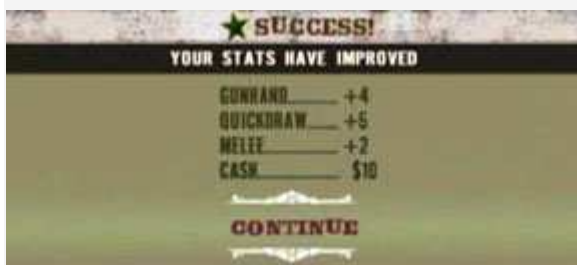 SUCCESS!
YOUR STATS HAVE IMPROVED
GUNHAND +4
QUICKDRAW +5
MELEE +2
CASH $10
CONTINUE